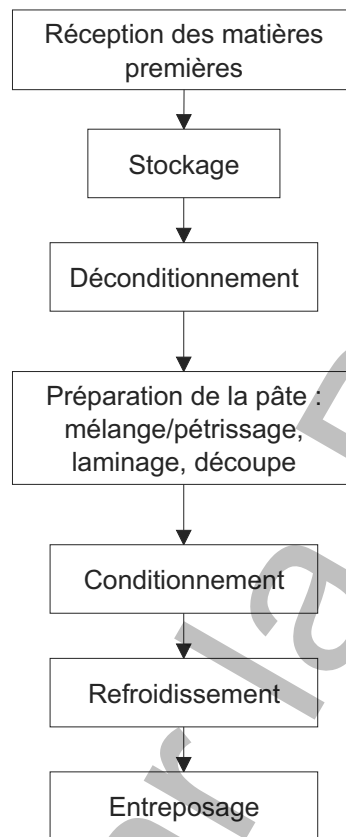 Réception des matières
premières
Stockage
Déconditionnement
Préparation de la pâte :
mélange/pétrissage,
laminage, découpe
Conditionnement
Refroidissement
Entreposage